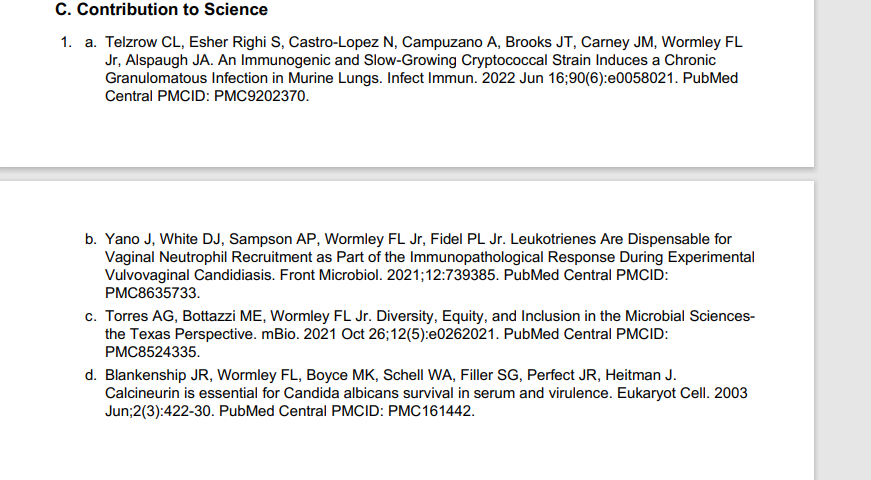 C. Contribution to Science
1. a. Telzrow CL, Esher Righi S, Castro-Lopez N, Campuzano A, Brooks JT, Carney JM, Wormley FL
Jr, Alspaugh JA. An Immunogenic and Slow-Growing Cryptococcal Strain Induces a Chronic
Granulomatous Infection in Murine Lungs. Infect Immun. 2022 Jun 16;90(6):e0058021. PubMed
Central PMCID: PMC9202370.
b. Yano J, White DJ, Sampson AP, Wormley FL Jr, Fidel PL Jr. Leukotrienes Are Dispensable for
Vaginal Neutrophil Recruitment as Part of the Immunopathological Response During Experimental
Vulvovaginal Candidiasis. Front Microbiol. 2021;12:739385. PubMed Central PMCID:
PMC8635733.
c. Torres AG, Bottazzi ME, Wormley FL Jr. Diversity, Equity, and Inclusion in the Microbial Sciences-
the Texas Perspective. mBio. 2021 Oct 26;12(5):e0262021. PubMed Central PMCID:
PMC8524335.
d. Blankenship JR, Wormley FL, Boyce MK, Schell WA, Filler SG, Perfect JR, Heitman J.
Calcineurin is essential for Candida albicans survival in serum and virulence. Eukaryot Cell. 2003
Jun;2(3):422-30. PubMed Central PMCID: PMC161442.